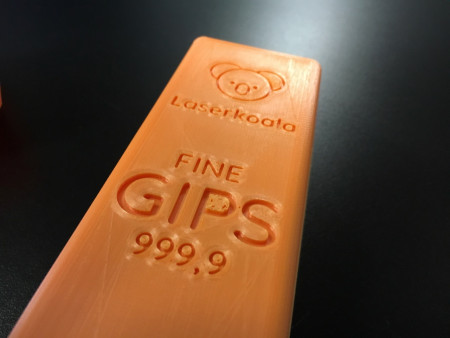 Laserkoala
FINE
GIPS
999,9